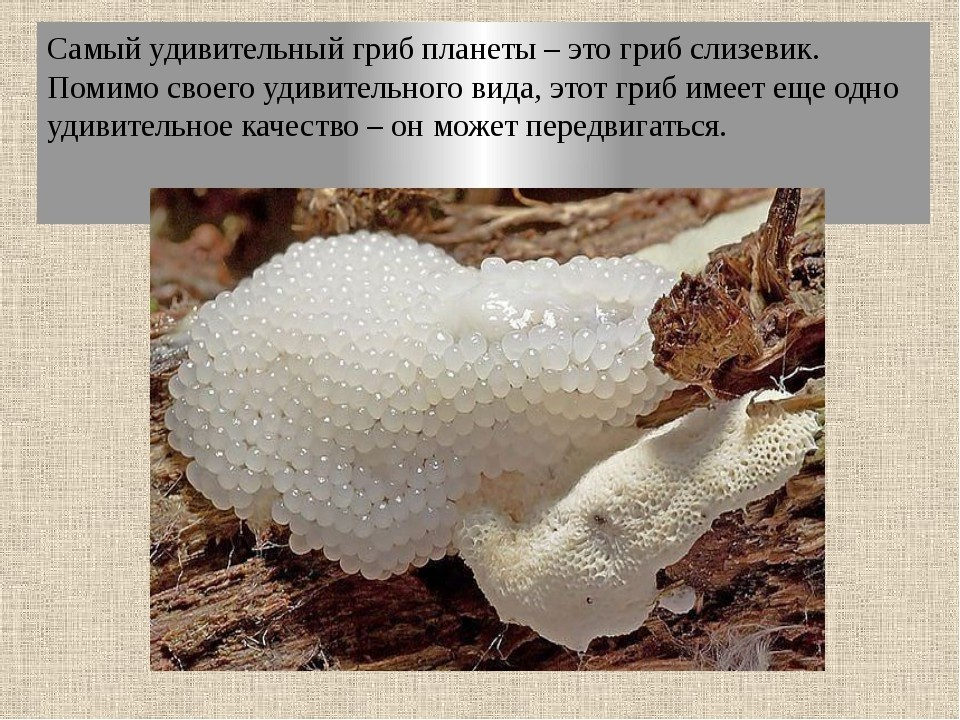 Самый удивительный гриб планеты – это гриб слизевик.
Помимо своего удивительного вида, этот гриб имеет еще одно
удивительное качество – он может передвигаться.